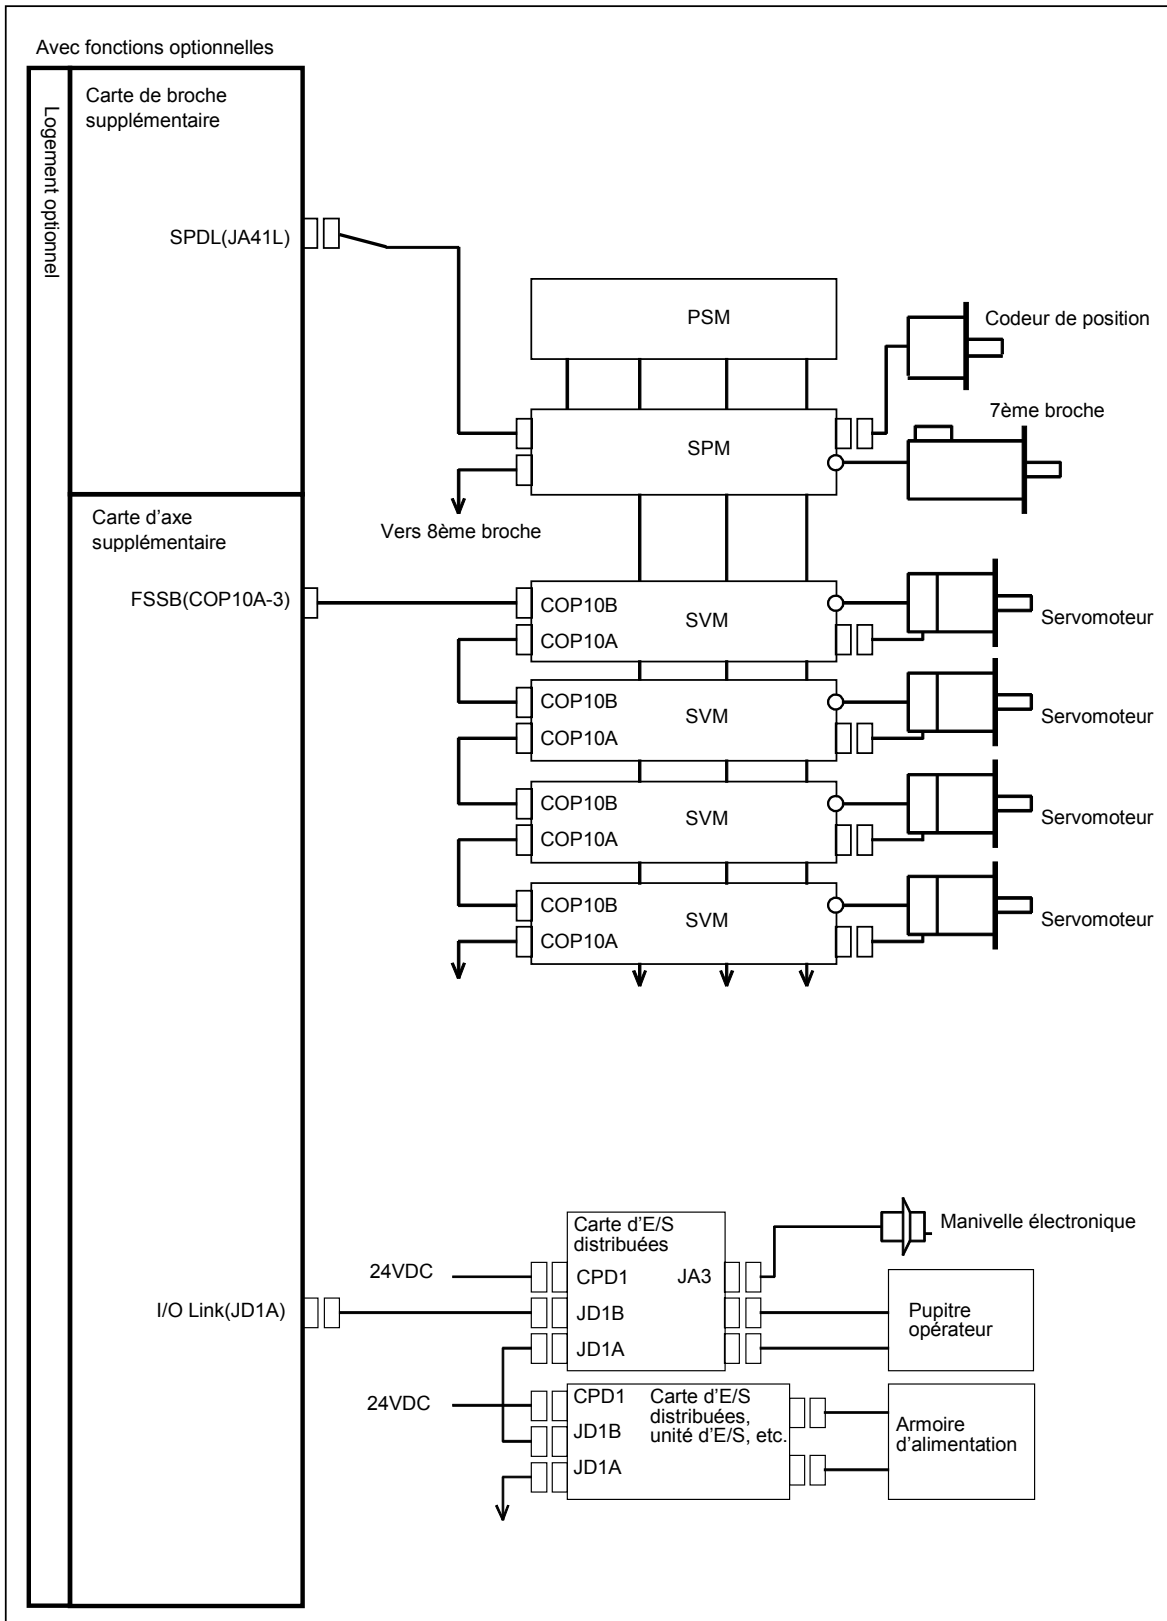 Avec fonctions optionnelles
Logement optionnel
Carte de broche
supplémentaire
SPDL(JA41L)
PSM
Codeur de position
7ème broche
SPM
Vers 8ème broche
Carte d'axe
supplémentaire
FSSB(COP10A-3)
COP10B
SVM
COP10A
Servomoteur
COP10B
SVM
COP10A
Servomoteur
COP10B
SVM
COP10A
Servomoteur
COP10B
SVM
COP10A
Servomoteur
Carte d'E/S
distribuées
Manivelle électronique
24VDC
CPD1
JA3
I/O Link(JD1A)
JD1B
JD1A
Pupitre
opérateur
24VDC
CPD1
JD1B
JD1A
Carte d'E/S
distribuées,
unité d'E/S, etc.
Armoire
d'alimentation